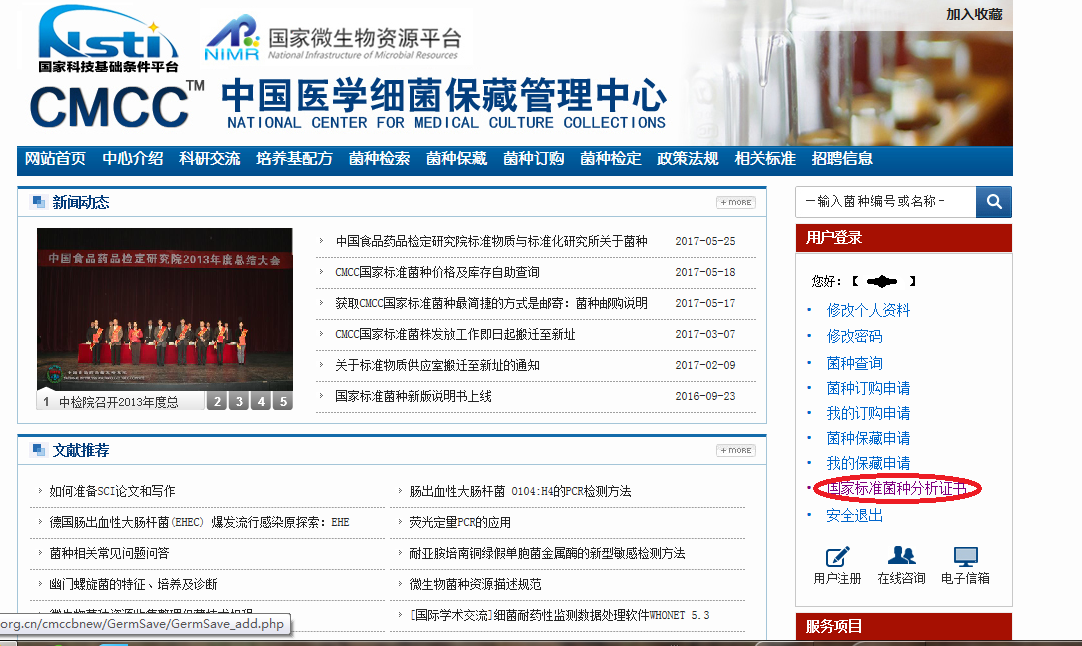 加入收藏
Nsti
国家科技基础条件平台
NIMR
国家微生物资源平台
National Infrastructure of Microbial Resources
CMCC™
中国医学细菌保藏管理中心
NATIONAL CENTER FOR MEDICAL CULTURE COLLECTIONS
网站首页 中心介绍 科研交流 培养基配方 菌种检索 菌种保藏 菌种订购 菌种检定 政策法规 相关标准 招聘信息
新闻动态
+ MORE
中国食品药品检定研究院2013年度总结大会
1 中检院召开2013年度总
2 3 4 5
中国食品药品检定研究院标准物质与标准化研究所关于菌种 2017-05-25
CMCC国家标准菌种价格及库存自助查询 2017-05-18
获取CMCC国家标准菌种最简捷的方式是邮寄：菌种邮购说明 2017-05-17
CMCC国家标准菌株发放工作即日起搬迁至新址 2017-03-07
关于标准物质供应室搬迁至新址的通知 2017-02-09
国家标准菌种新版说明书上线 2016-09-23
文献推荐
+ MORE
如何准备SCI论文和写作
肠出血性大肠杆菌 O104:H4的PCR检测方法
德国肠出血性大肠杆菌(EHEC) 爆发流行感染原探索：EHE
荧光定量PCR的应用
菌种相关常见问题问答
耐亚胺培南铜绿假单胞菌金属酶的新型敏感检测方法
幽门螺旋菌的特征、培养及诊断
微生物菌种资源描述规范
[国际学术交流]细菌耐药性监测数据处理软件WHONET 5.3
org.cn/cmccbnew/GermSave/GermSave_add.php
－输入菌种编号或名称－
用户登录
您好：【 】
修改个人资料
修改密码
菌种查询
菌种订购申请
我的订购申请
菌种保藏申请
我的保藏申请
国家标准菌种分析证书
安全退出
用户注册 在线咨询 电子信箱
服务项目